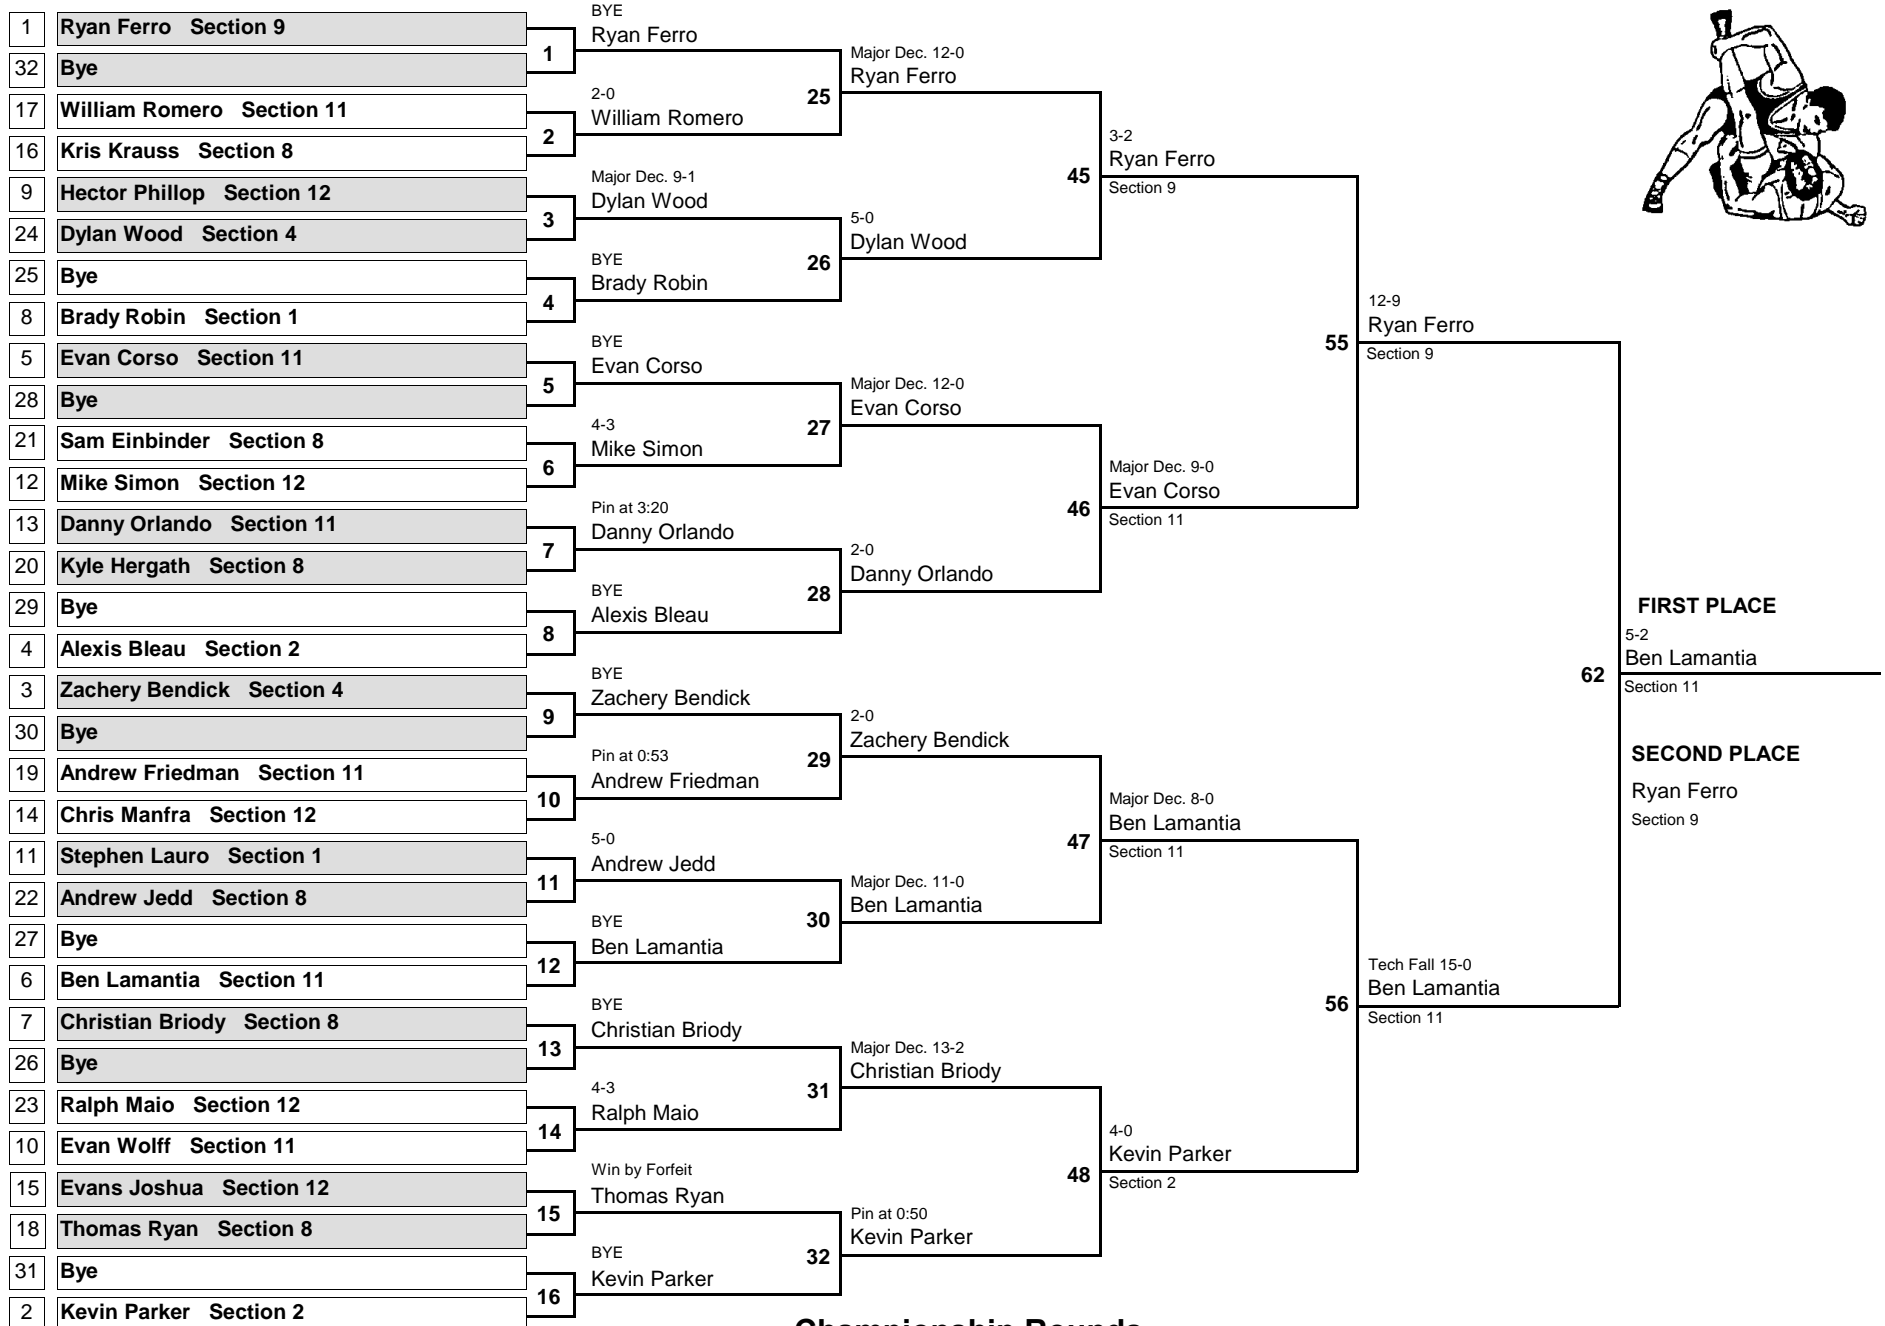 1 Ryan Ferro Section 9
32 Bye
17 William Romero Section 11
16 Kris Krauss Section 8
9 Hector Phillop Section 12
24 Dylan Wood Section 4
25 Bye
8 Brady Robin Section 1
5 Evan Corso Section 11
28 Bye
21 Sam Einbinder Section 8
12 Mike Simon Section 12
13 Danny Orlando Section 11
20 Kyle Hergath Section 8
29 Bye
4 Alexis Bleau Section 2
3 Zachery Bendick Section 4
30 Bye
19 Andrew Friedman Section 11
14 Chris Manfra Section 12
11 Stephen Lauro Section 1
22 Andrew Jedd Section 8
27 Bye
6 Ben Lamantia Section 11
7 Christian Briody Section 8
26 Bye
23 Ralph Maio Section 12
10 Evan Wolff Section 11
15 Evans Joshua Section 12
18 Thomas Ryan Section 8
31 Bye
2 Kevin Parker Section 2
1
2
3
4
5
6
7
8
9
10
11
12
13
14
15
16
BYE
Ryan Ferro
2-0
William Romero
Major Dec. 9-1
Dylan Wood
BYE
Brady Robin
BYE
Evan Corso
4-3
Mike Simon
Pin at 3:20
Danny Orlando
BYE
Alexis Bleau
BYE
Zachery Bendick
Pin at 0:53
Andrew Friedman
5-0
Andrew Jedd
BYE
Ben Lamantia
BYE
Christian Briody
4-3
Ralph Maio
Win by Forfeit
Thomas Ryan
BYE
Kevin Parker
25
26
27
28
29
30
31
32
Major Dec. 12-0
Ryan Ferro
5-0
Dylan Wood
Major Dec. 12-0
Evan Corso
2-0
Danny Orlando
2-0
Zachery Bendick
Major Dec. 11-0
Ben Lamantia
Major Dec. 13-2
Christian Briody
Pin at 0:50
Kevin Parker
45
46
47
48
3-2
Ryan Ferro
Section 9
Major Dec. 9-0
Evan Corso
Section 11
Major Dec. 8-0
Ben Lamantia
Section 11
4-0
Kevin Parker
Section 2
55
56
12-9
Ryan Ferro
Section 9
Tech Fall 15-0
Ben Lamantia
Section 11
62
FIRST PLACE
5-2
Ben Lamantia
Section 11
SECOND PLACE
Ryan Ferro
Section 9
Championship Rounds